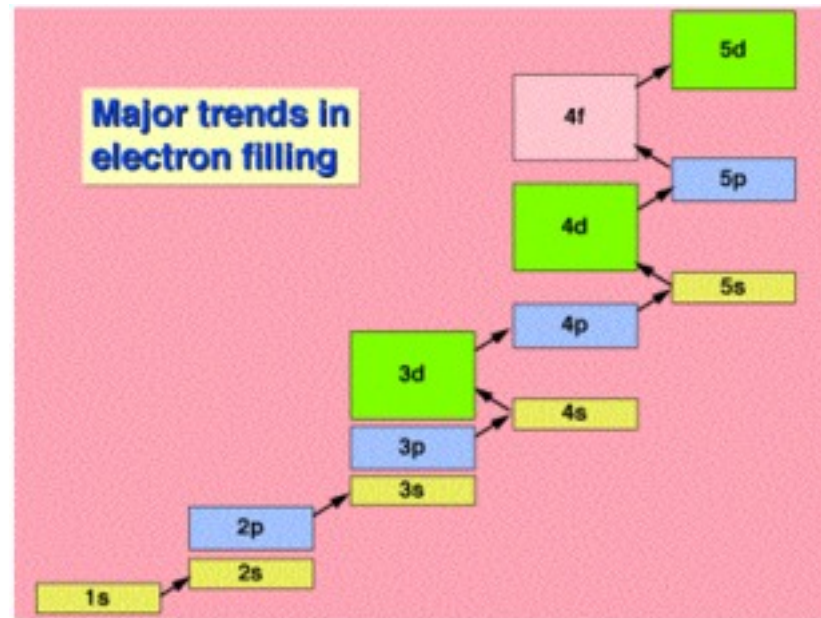 Major trends in
electron filling
5d
4f
5p
4d
5s
4p
3d
4s
3p
3s
2p
2s
1s